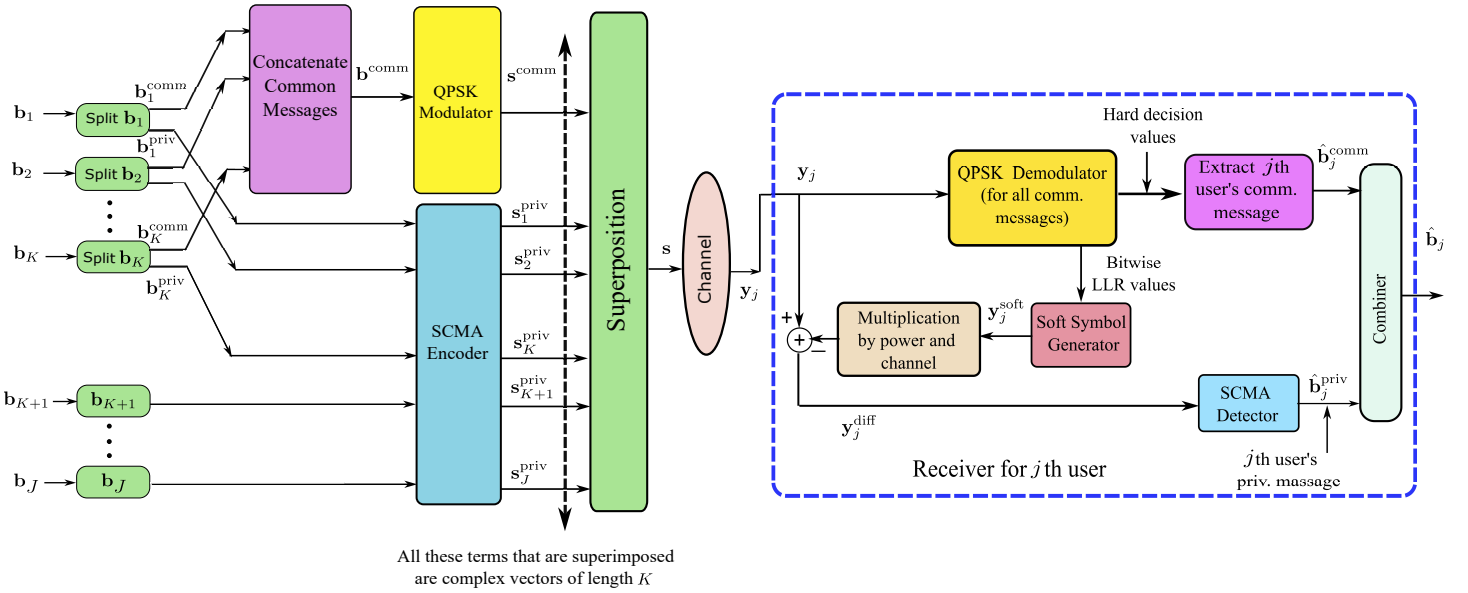 b_1
Split b_1
b_1^comm
b_1^priv
b_2
Split b_2
b_K
Split b_K
b_K^comm
b_K^priv
b_{K+1}
b_{K+1}
b_J
b_J
Concatenate
Common
Messages
b^comm
QPSK
Modulator
s^comm
SCMA
Encoder
s_1^priv
s_2^priv
s_K^priv
s_{K+1}^priv
s_J^priv
All these terms that are superimposed
are complex vectors of length K
Superposition
s
Channel
y_j
y_j
QPSK Demodulator
(for all comm.
mcssagcs)
Hard decision
values
Extract jth
user's comm.
message
b̂_j^comm
Bitwise
LLR values
Soft Symbol
Generator
y_j^soft
Multiplication
by power and
channel
+
+
−
y_j^diff
SCMA
Detector
b̂_j^priv
jth user's
priv. massage
Combiner
b̂_j
Receiver for j th user